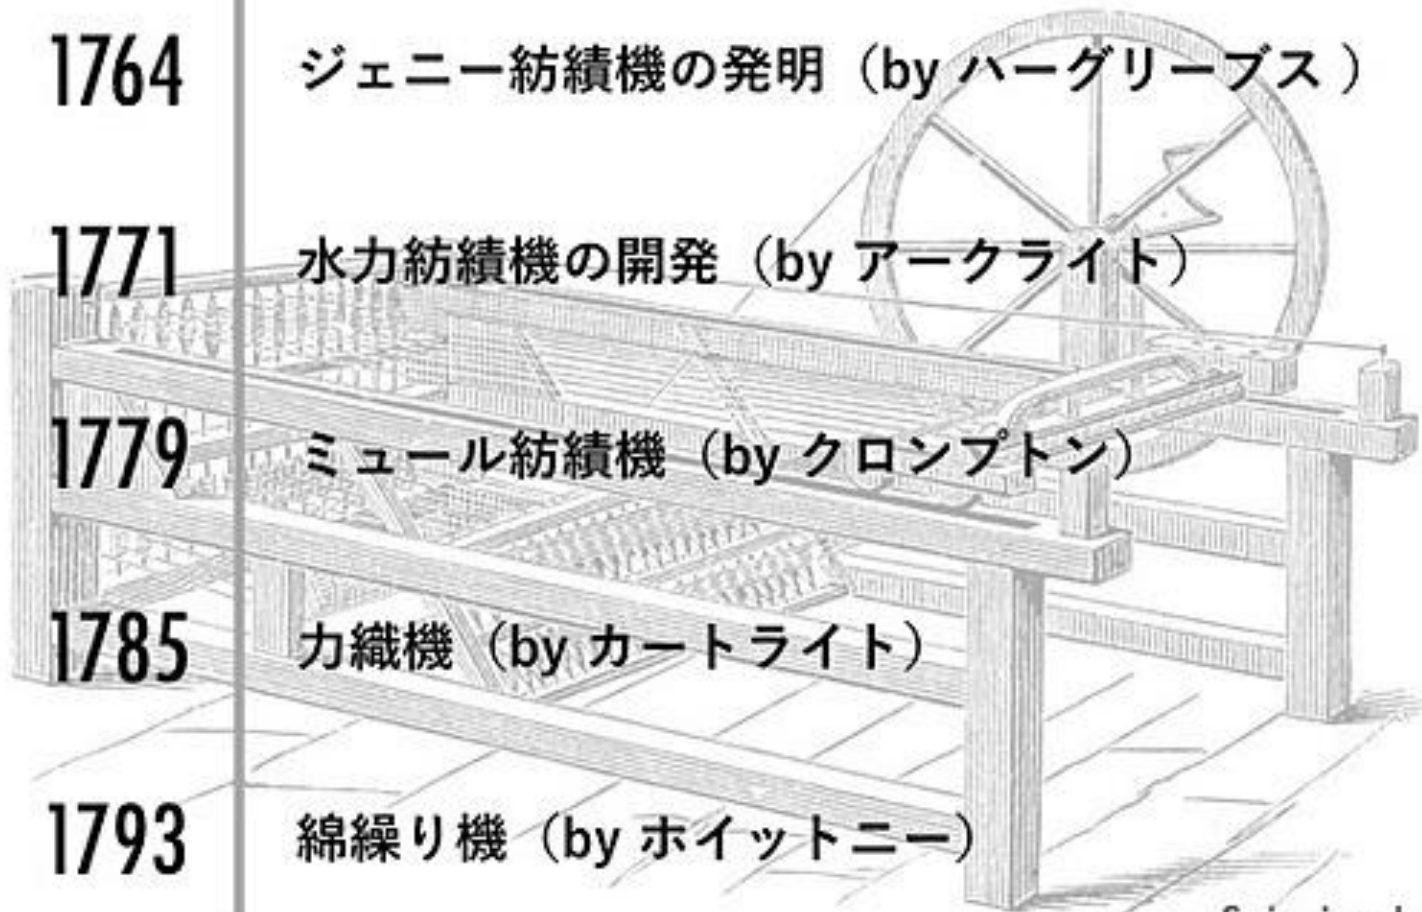 1764 ジェニー紡績機の発明（by ハーグリーブス ）
1771 水力紡績機の開発（by アークライト）
1779 ミュール紡績機（by クロンプトン）
1785 力織機（by カートライト）
1793 綿繰り機（by ホイットニー）